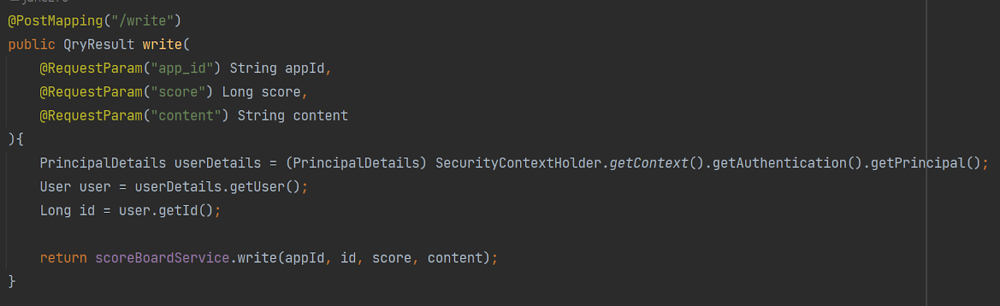 @PostMapping("/write")
public QryResult write(
@RequestParam("app_id") String appId,
@RequestParam("score") Long score,
@RequestParam("content") String content
){
PrincipalDetails userDetails = (PrincipalDetails) SecurityContextHolder.getContext().getAuthentication().getPrincipal();
User user = userDetails.getUser();
Long id = user.getId();
return scoreBoardService.write(appId, id, score, content);
}